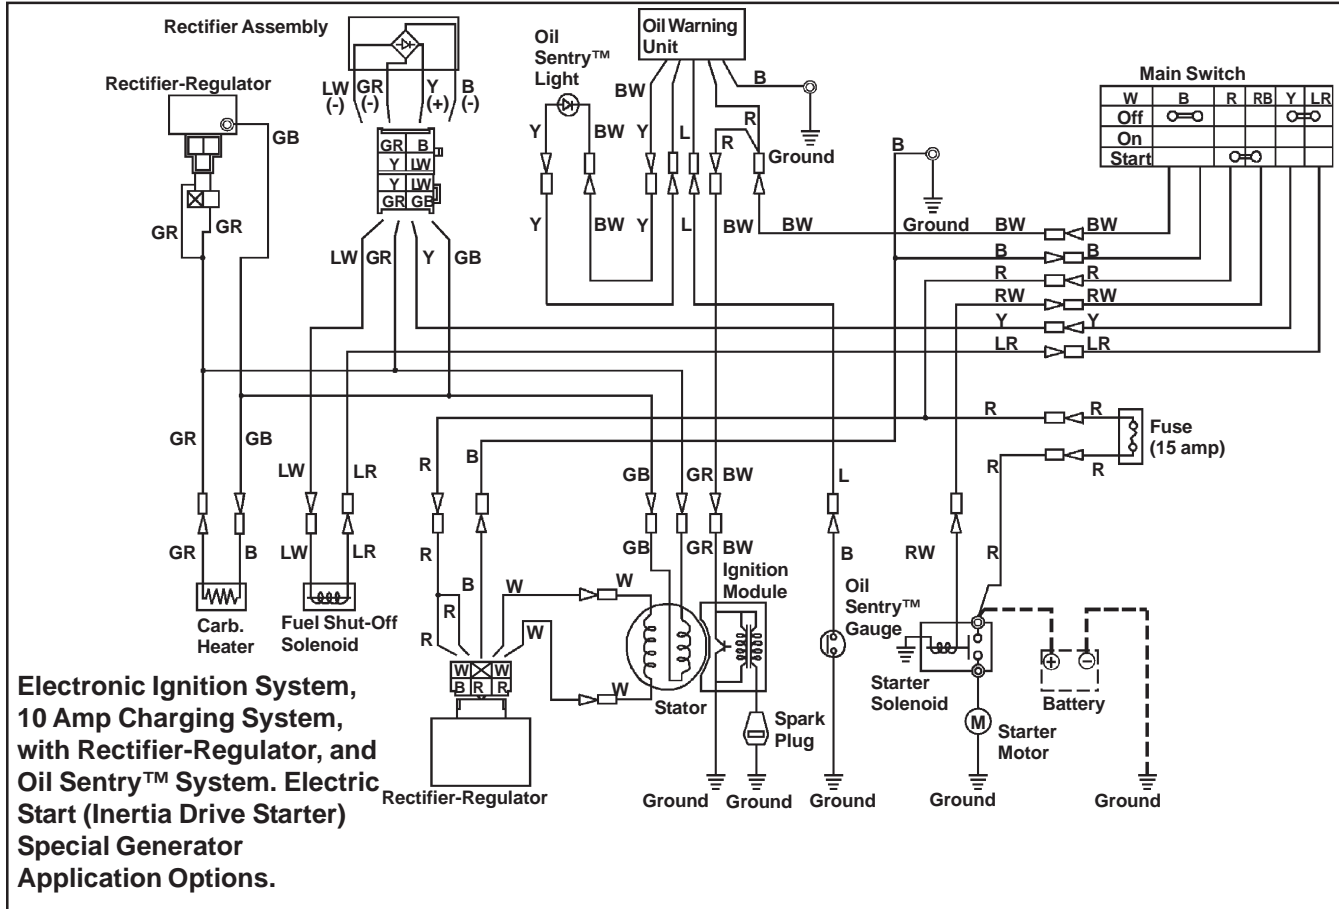 Rectifier Assembly
Rectifier-Regulator
GB
LW GR Y B
(-) (-) (+) (-)
GR B
Y LW
Y LW
GR GB
GR
GR
LW GR Y GB
Oil
Sentry™
Light
Oil Warning
Unit
BW
B
Ground
R
R
Y BW Y L
Y BW Y L BW BW
B
Ground
Main Switch
W B R RB Y LR
Off
On
Start
BW BW
B B
R R
RW RW
Y Y
LR LR
R R
Fuse
(15 amp)
R R
GR GB
LW LR
R B
GB GR BW
L
GR B
LW LR
R
B
GB GR BW
B
RW
R
Carb.
Heater
Fuel Shut-Off
Solenoid
R
R
W W
W W
W W
B R R
Rectifier-Regulator
Stator
Ignition
Module
Spark
Plug
Oil
Sentry™
Gauge
Starter
Solenoid
M
Starter
Motor
+ −
Battery
Ground Ground Ground Ground Ground
Electronic Ignition System,
10 Amp Charging System,
with Rectifier-Regulator, and
Oil Sentry™ System. Electric
Start (Inertia Drive Starter)
Special Generator
Application Options.